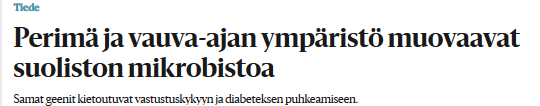 Tiede
Perimä ja vauva-ajan ympäristö muovaavat
suoliston mikrobistoa
Samat geenit kietoutuvat vastustuskykyyn ja diabeteksen puhkeamiseen.